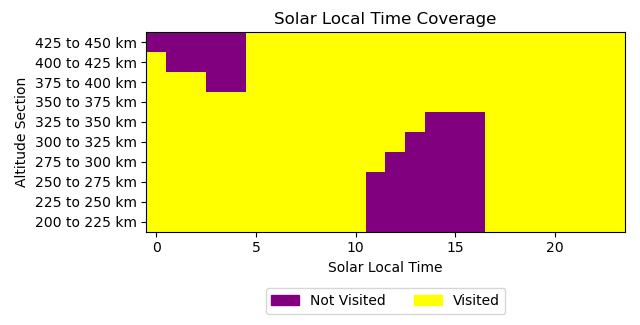 Solar Local Time Coverage
425 to 450 km
400 to 425 km
375 to 400 km
350 to 375 km
325 to 350 km
300 to 325 km
275 to 300 km
250 to 275 km
225 to 250 km
200 to 225 km
Altitude Section
0 5 10 15 20
Solar Local Time
Not Visited Visited